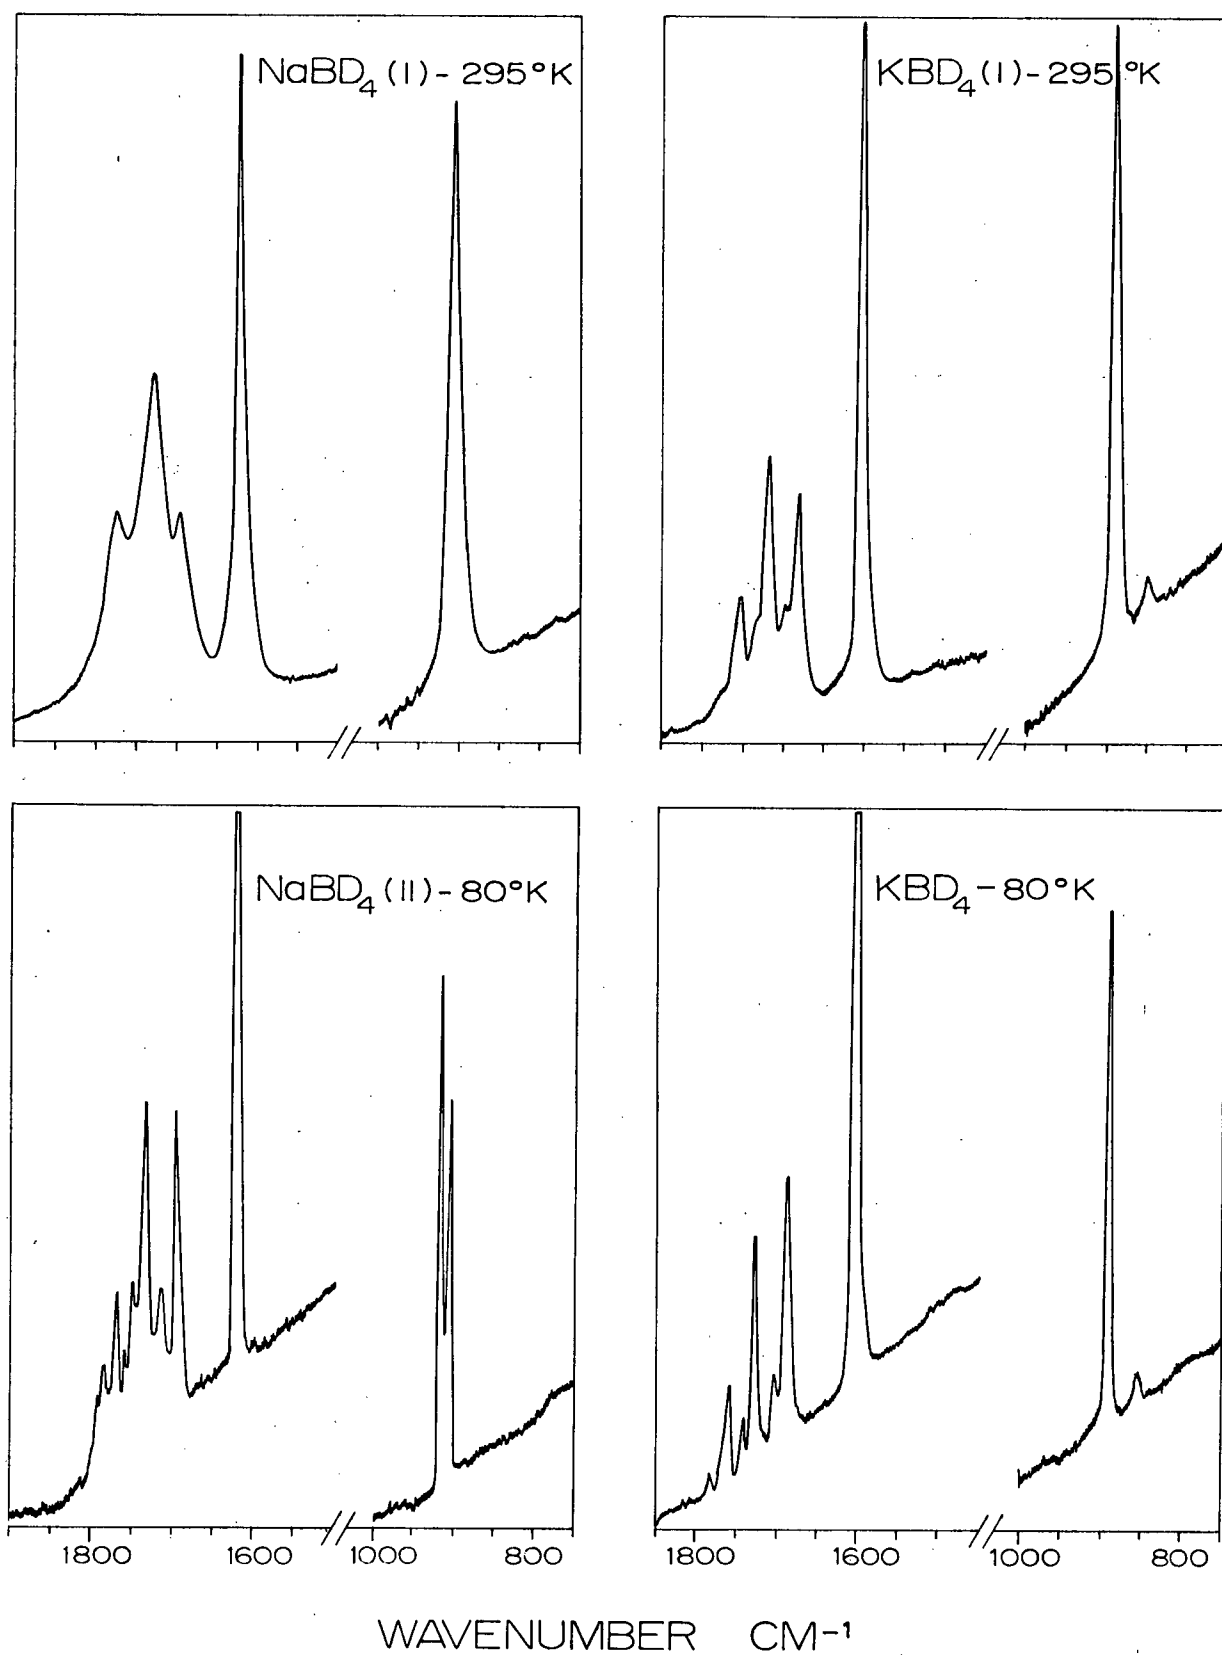 NaBD₄ (I) - 295°K
KBD₄ (I) - 295°K
NaBD₄ (II) - 80°K
KBD₄ - 80°K
1800 1600 1000 800 1800 1600 1000 800
WAVENUMBER CM⁻¹